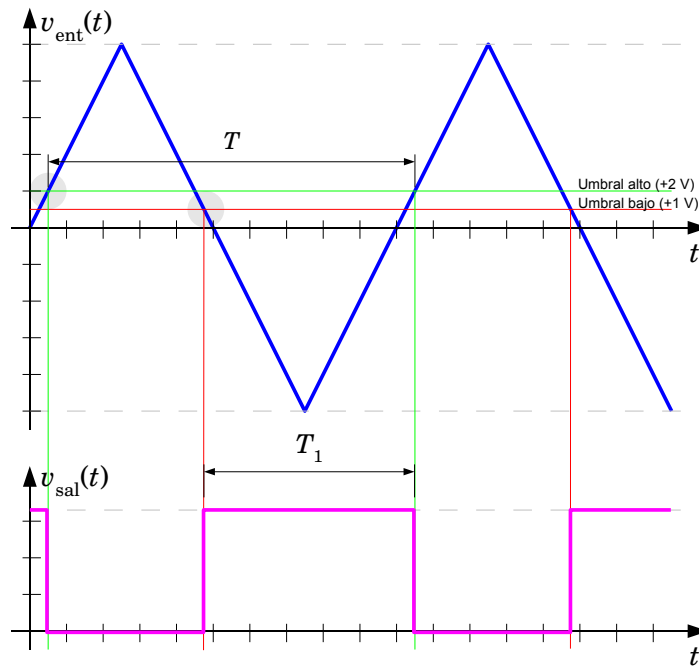 v_ent(t)
T
Umbral alto (+2 V)
Umbral bajo (+1 V)
t
T_1
v_sal(t)
t